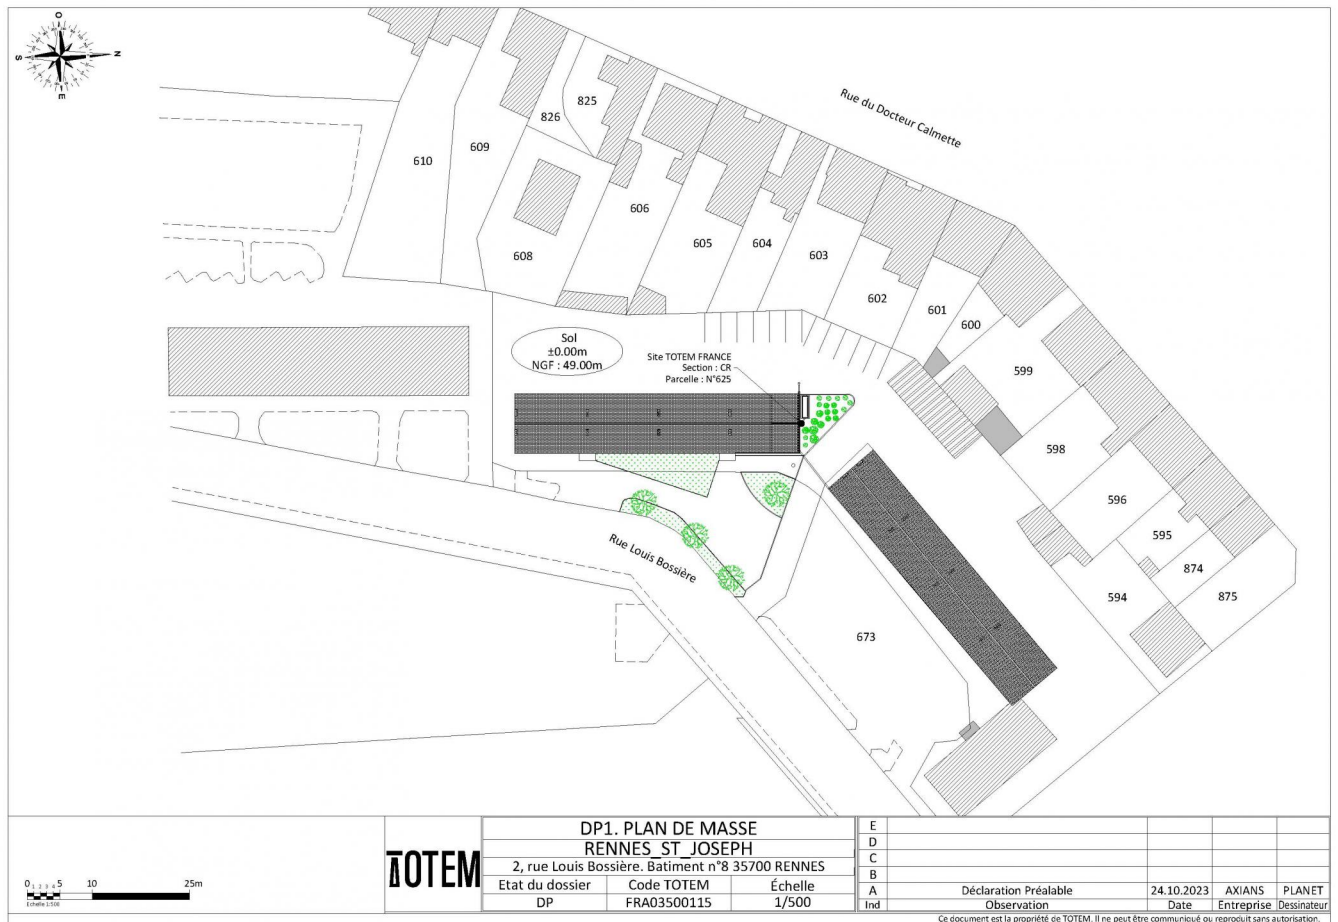 O
N
S
E
Rue du Docteur Calmette
825
826
609
610
606
608
605
604
603
602
601
600
599
598
596
595
874
594
875
673
Sol
±0.00m
NGF : 49.00m
Site TOTEM FRANCE
Section : CR
Parcelle : N°625
Rue Louis Bossière
0 1 2 3 4 5 10 25m
Echelle 1:500
TOTEM
DP1. PLAN DE MASSE
RENNES_ST_JOSEPH
2, rue Louis Bossière. Batiment n°8 35700 RENNES
Etat du dossier Code TOTEM Échelle
DP FRA03500115 1/500
E
D
C
B
A Déclaration Préalable 24.10.2023 AXIANS PLANET
Ind Observation Date Entreprise Dessinateur
Ce document est la propriété de TOTEM. Il ne peut être communiqué ou reproduit sans autorisation.